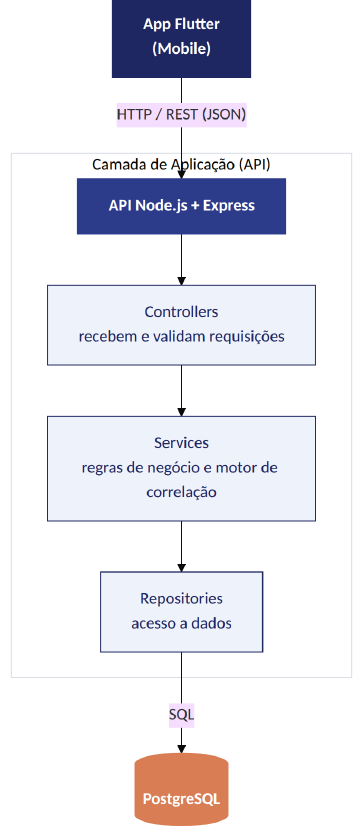 App Flutter
(Mobile)
HTTP / REST (JSON)
Camada de Aplicação (API)
API Node.js + Express
Controllers
recebem e validam requisições
Services
regras de negócio e motor de
correlação
Repositories
acesso a dados
SQL
PostgreSQL